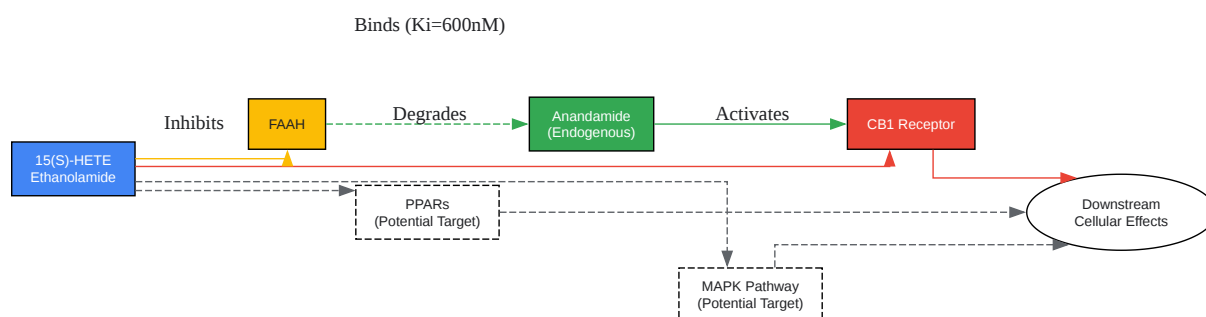 Binds (Ki=600nM)
Inhibits
FAAH
Degrades
Anandamide
(Endogenous)
Activates
CB1 Receptor
15(S)-HETE
Ethanolamide
PPARs
(Potential Target)
Downstream
Cellular Effects
MAPK Pathway
(Potential Target)